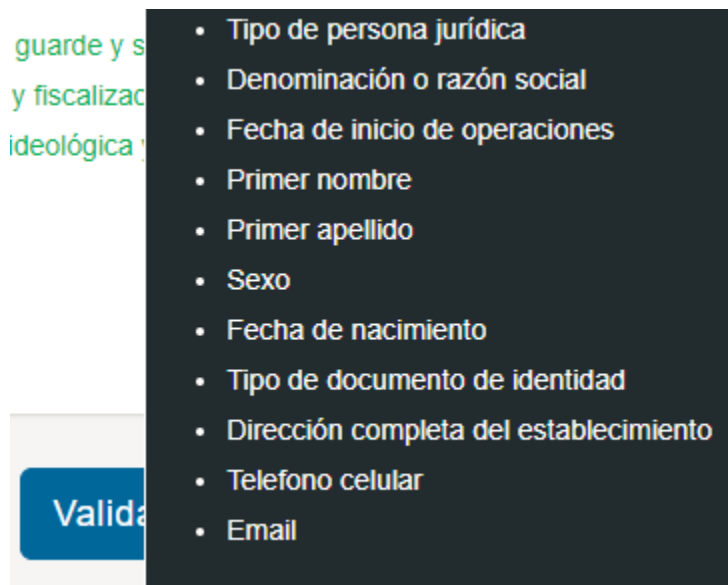 guarde y s
y fiscalizac
ideológica
• Tipo de persona jurídica
• Denominación o razón social
• Fecha de inicio de operaciones
• Primer nombre
• Primer apellido
• Sexo
• Fecha de nacimiento
• Tipo de documento de identidad
• Dirección completa del establecimiento
• Telefono celular
• Email
Valida